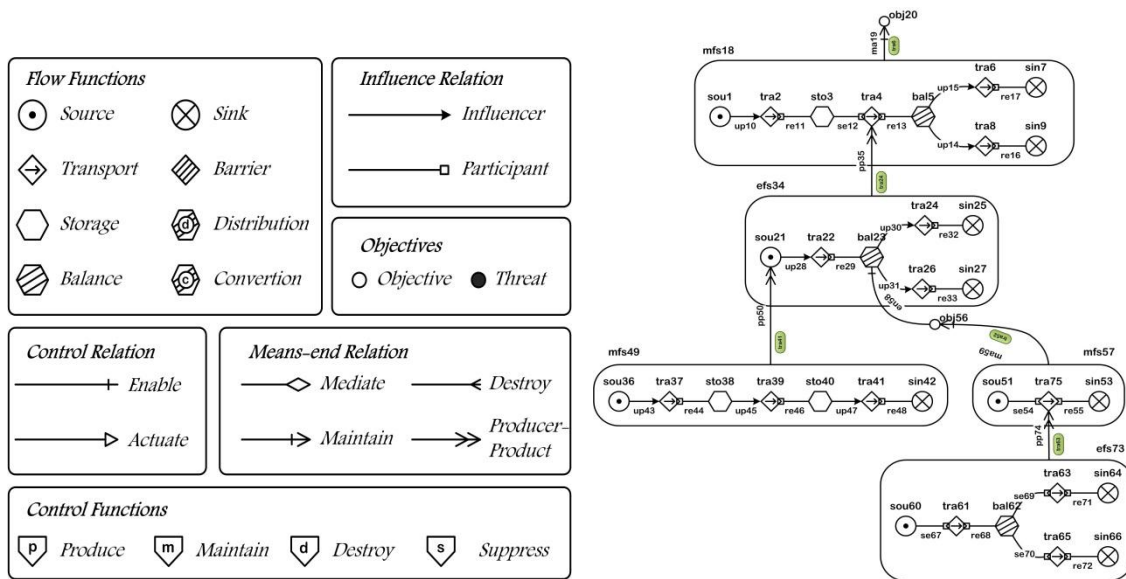 Flow Functions
Source
Sink
Transport
Barrier
Storage
d
Distribution
Balance
c
Convertion
Influence Relation
Influencer
Participant
Objectives
Objective
Threat
Control Relation
Enable
Actuate
Means-end Relation
Mediate
Destroy
Maintain
Producer-
Product
Control Functions
p
Produce
m
Maintain
d
Destroy
s
Suppress
obj20
ma19
mfs18
tra6 sin7
sou1 tra2 sto3 tra4 bal5
up15 re17
up10 re11 se12 re13
tra8 sin9
up14 re16
pp35
tra24
efs34
tra24 sin25
sou21 tra22 bal23
up30 re32
up28 re29
tra26 sin27
up31 re33
en58
pp50
tra41
obj56
ma59
mfs49
mfs57
sou36 tra37 sto38 tra39 sto40 tra41 sin42
up43 re44 up45 re46 up47 re48
sou51 tra75 sin53
se54 re55
pp74
tra63
efs73
tra63 sin64
se69 re71
sou60 tra61 bal62
se67 re68
tra65 sin66
se70 re72